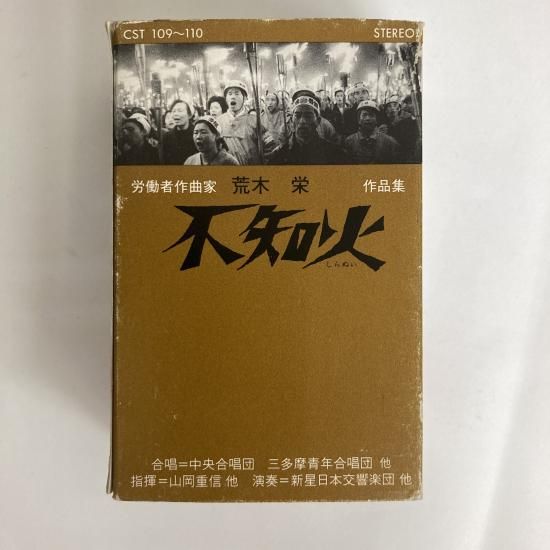 CST 109〜110 STEREO
労働者作曲家 荒木 栄 作品集
不知火
しらぬい
合唱=中央合唱団 三多摩青年合唱団 他
指揮=山岡重信 他 演奏=新星日本交響楽団 他